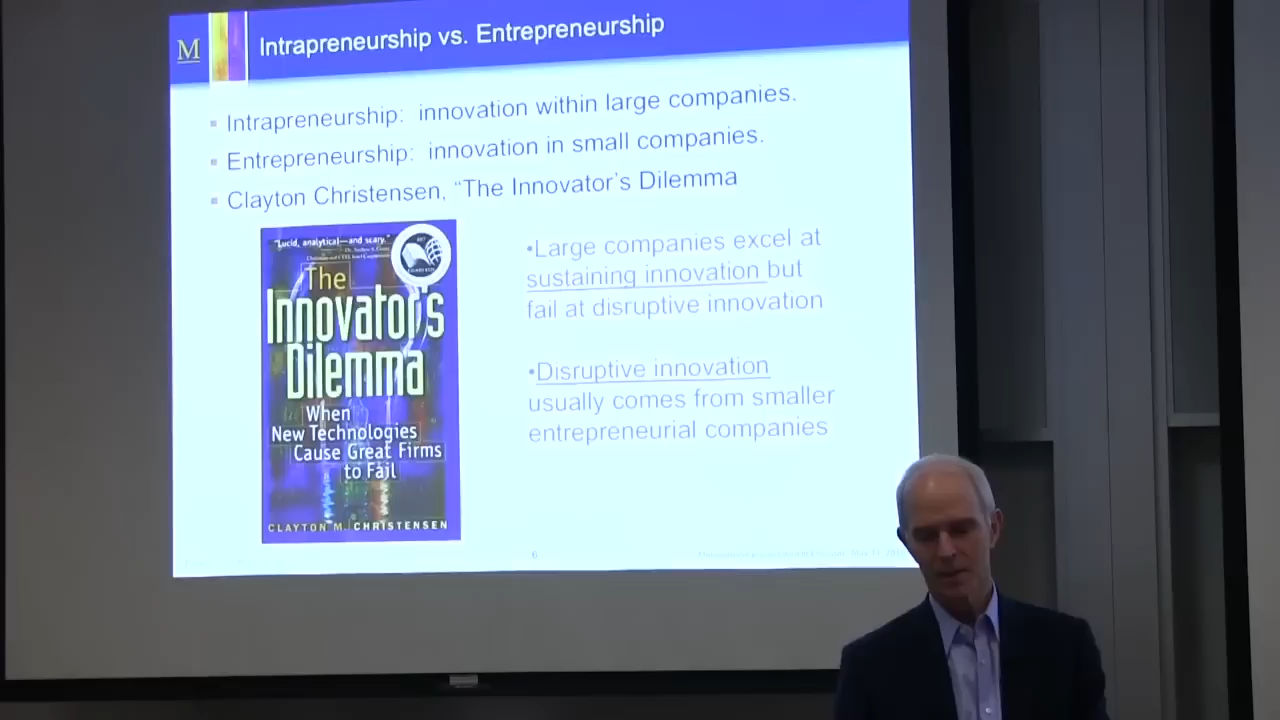 M
Intrapreneurship vs. Entrepreneurship
▪ Intrapreneurship: innovation within large companies.
▪ Entrepreneurship: innovation in small companies.
▪ Clayton Christensen, “The Innovator’s Dilemma
"Lucid, analytical—and scary."
The
Innovator's
Dilemma
When
New Technologies
Cause Great Firms
to Fail
CLAYTON M. CHRISTENSEN
•Large companies excel at
sustaining innovation but
fail at disruptive innovation
•Disruptive innovation
usually comes from smaller
entrepreneurial companies
6